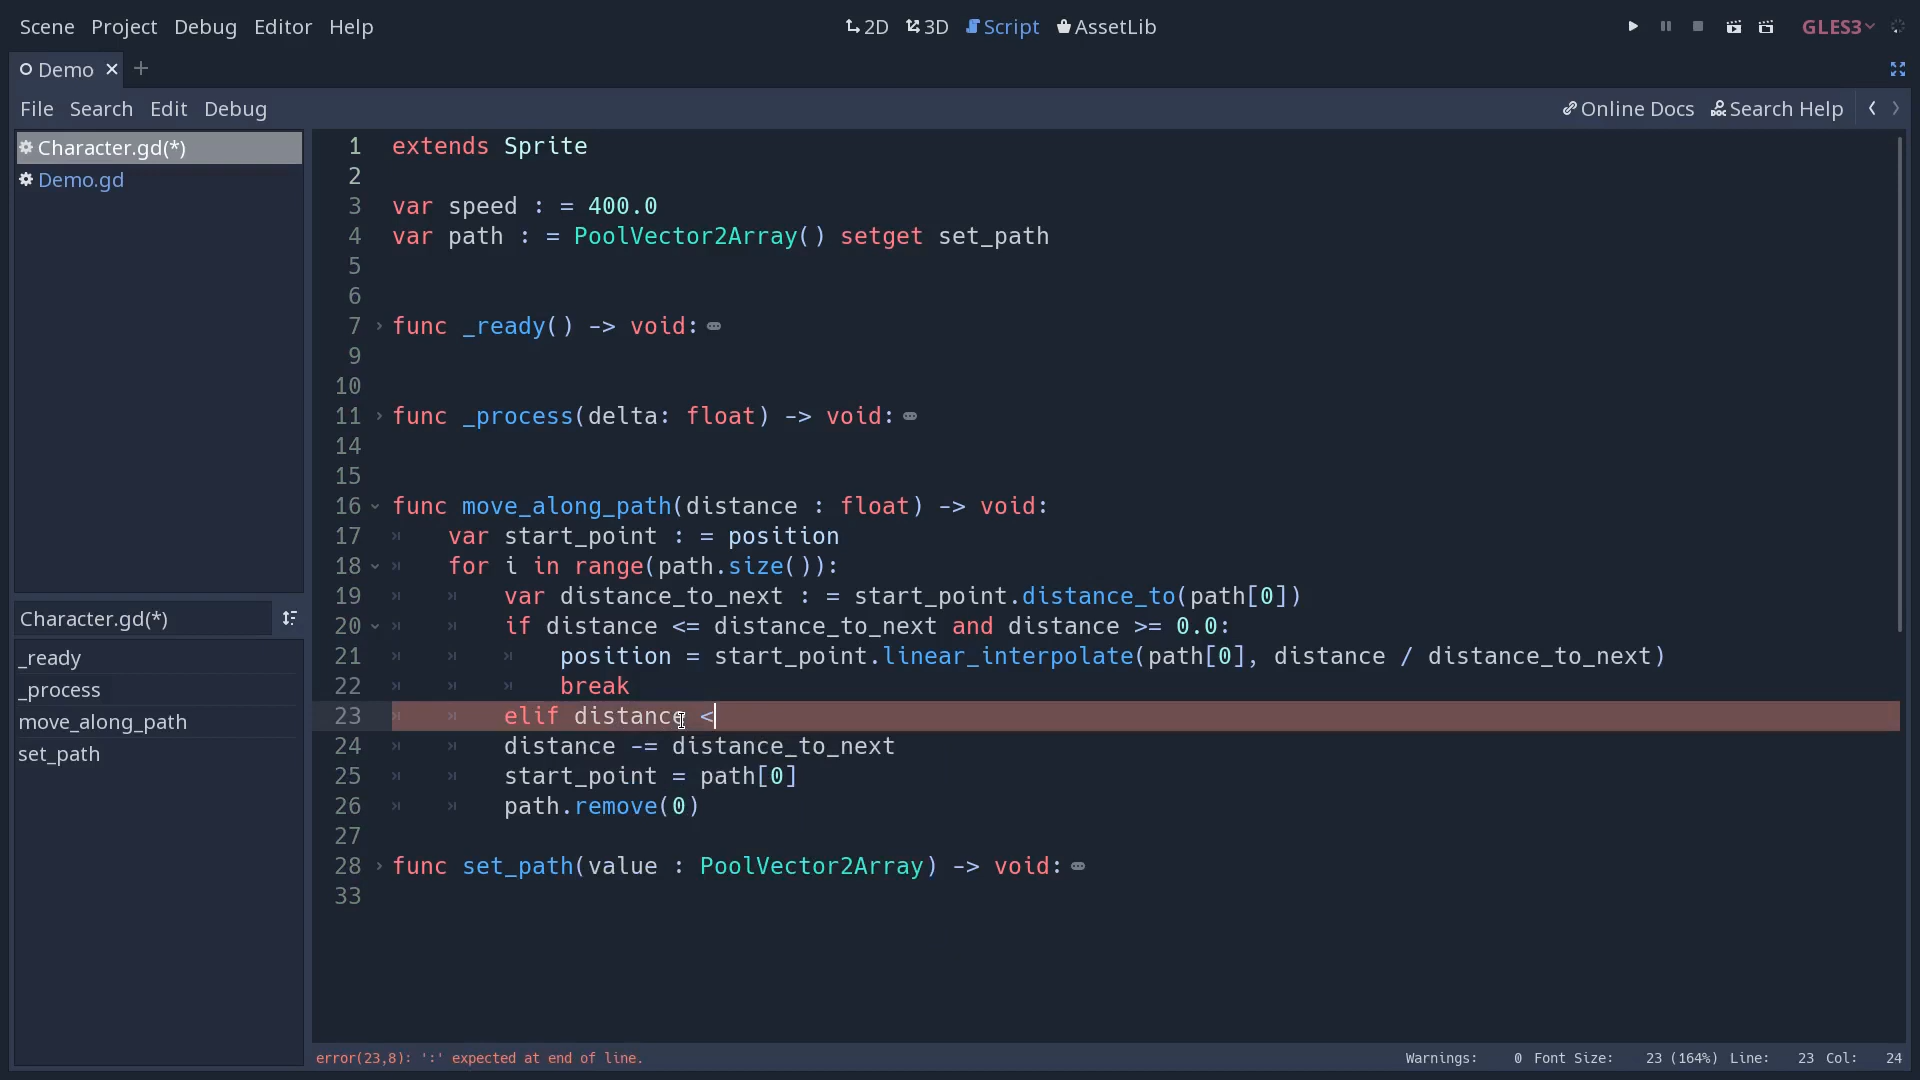 Scene Project Debug Editor Help 2D 3D Script AssetLib GLES3
Demo
File Search Edit Debug Online Docs Search Help
Character.gd(*)
Demo.gd
Character.gd(*)
_ready
_process
move_along_path
set_path
1 extends Sprite
2
3 var speed : = 400.0
4 var path : = PoolVector2Array() setget set_path
5
6
7 func _ready() -> void:
9
10
11 func _process(delta: float) -> void:
14
15
16 func move_along_path(distance : float) -> void:
17 var start_point : = position
18 for i in range(path.size()):
19 var distance_to_next : = start_point.distance_to(path[0])
20 if distance <= distance_to_next and distance >= 0.0:
21 position = start_point.linear_interpolate(path[0], distance / distance_to_next)
22 break
23 elif distance <
24 distance -= distance_to_next
25 start_point = path[0]
26 path.remove(0)
27
28 func set_path(value : PoolVector2Array) -> void:
33
error(23,8): ':' expected at end of line. Warnings: 0 Font Size: 23 (164%) Line: 23 Col: 24